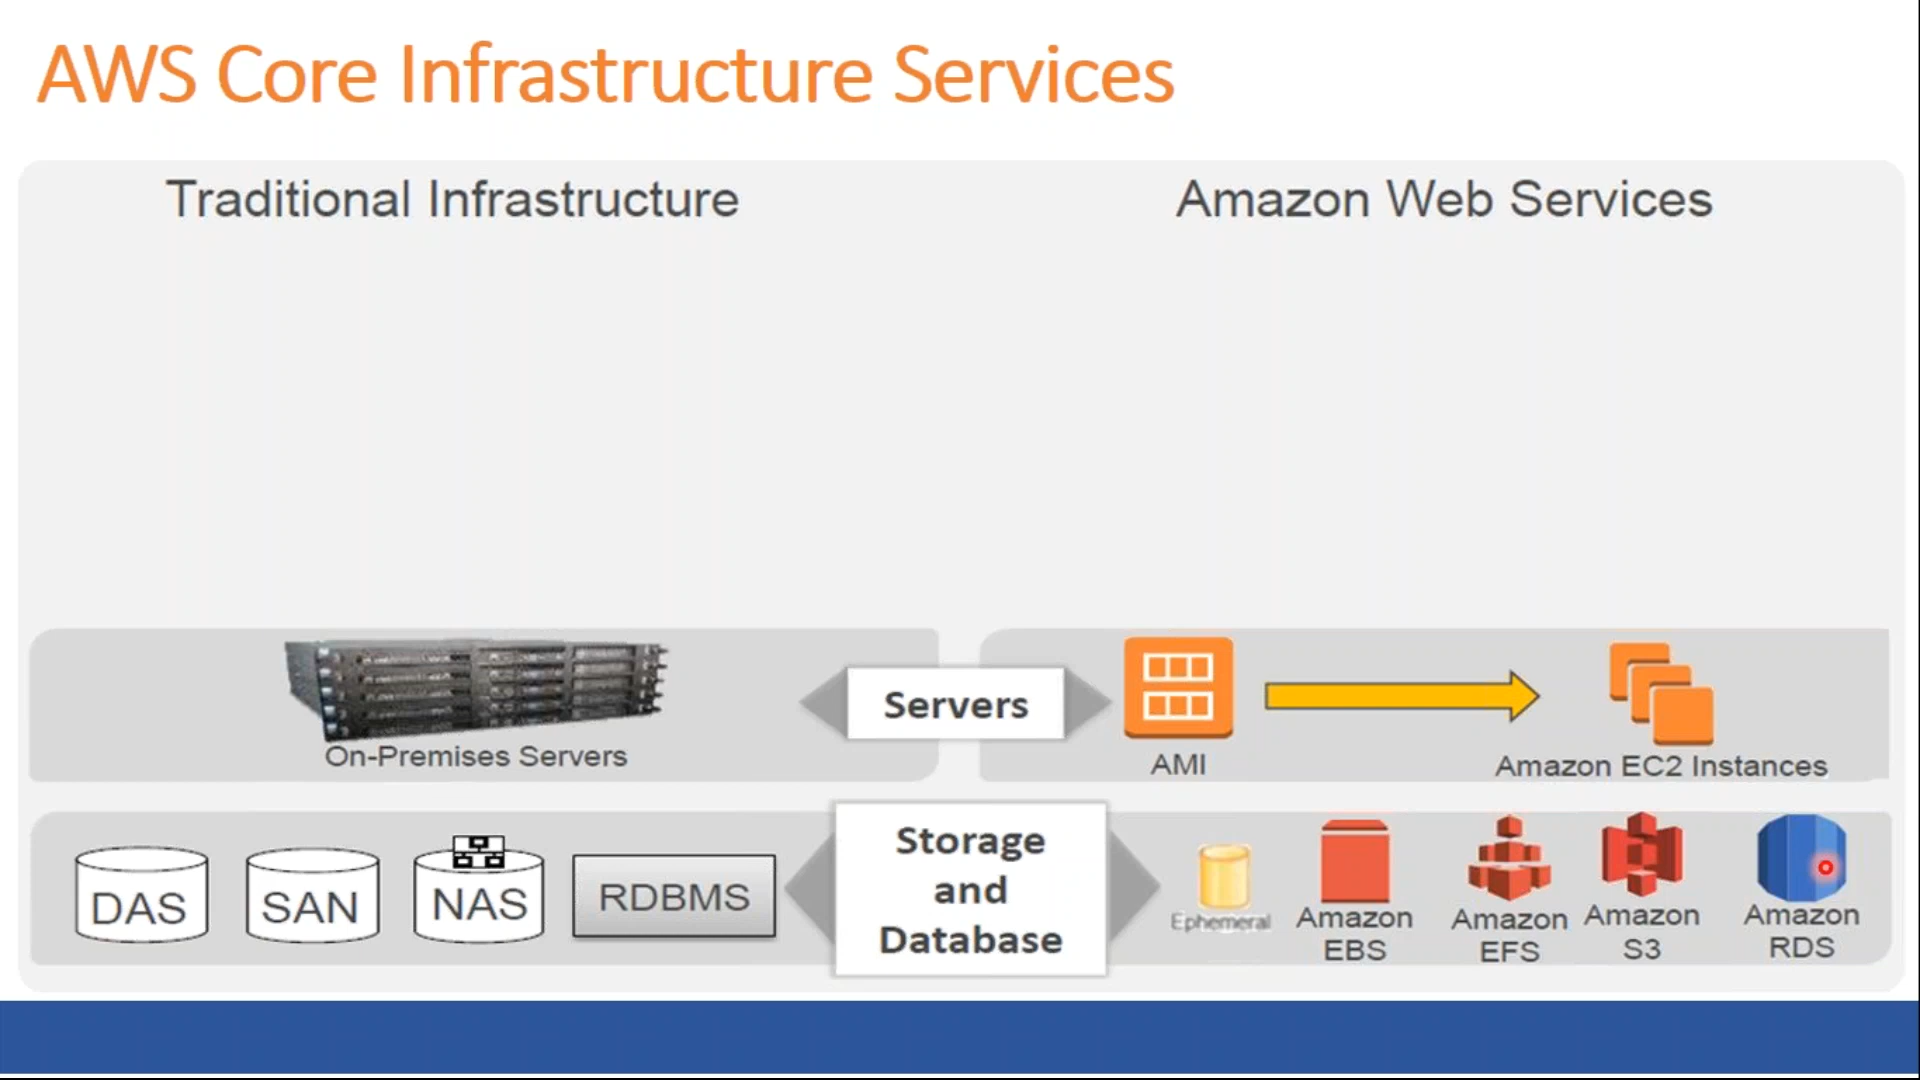 AWS Core Infrastructure Services
Traditional Infrastructure
Amazon Web Services
On-Premises Servers
Servers
AMI
Amazon EC2 Instances
DAS
SAN
NAS
RDBMS
Storage
and
Database
Ephemeral
Amazon
EBS
Amazon
EFS
Amazon
S3
Amazon
RDS